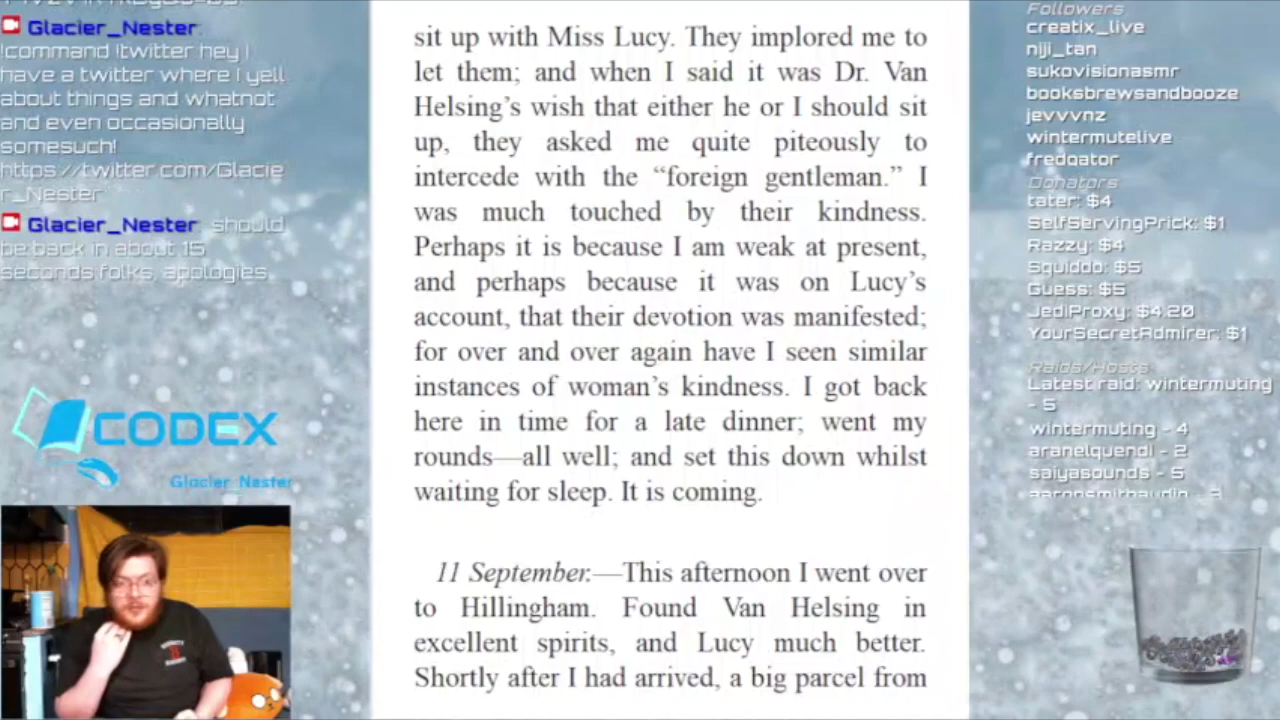 Glacier_Nester:
!command !twitter hey I
have a twitter where i yell
about things and whatnot
and even occasionally
somesuch!
https://twitter.com/Glacie
r_Nester
Glacier_Nester: should
be back in about 15
seconds folks, apologies.
CODEX
Glacier_Nester
sit up with Miss Lucy. They implored me to
let them; and when I said it was Dr. Van
Helsing’s wish that either he or I should sit
up, they asked me quite piteously to
intercede with the “foreign gentleman.” I
was much touched by their kindness.
Perhaps it is because I am weak at present,
and perhaps because it was on Lucy’s
account, that their devotion was manifested;
for over and over again have I seen similar
instances of woman’s kindness. I got back
here in time for a late dinner; went my
rounds—all well; and set this down whilst
waiting for sleep. It is coming.
11 September.—This afternoon I went over
to Hillingham. Found Van Helsing in
excellent spirits, and Lucy much better.
Shortly after I had arrived, a big parcel from
Followers
creatix_live
niji_tan
sukovisionasmr
booksbrewsandbooze
jevvvnz
wintermutelive
fredgator
Donators
tater: $4
SelfServingPrick: $1
Razzy: $4
Squiddo: $5
Guess: $5
JediProxy: $4.20
YourSecretAdmirer: $1
Raids/Hosts
Latest raid: wintermuting
- 5
wintermuting - 4
aranelquendi - 2
saiyasounds - 5